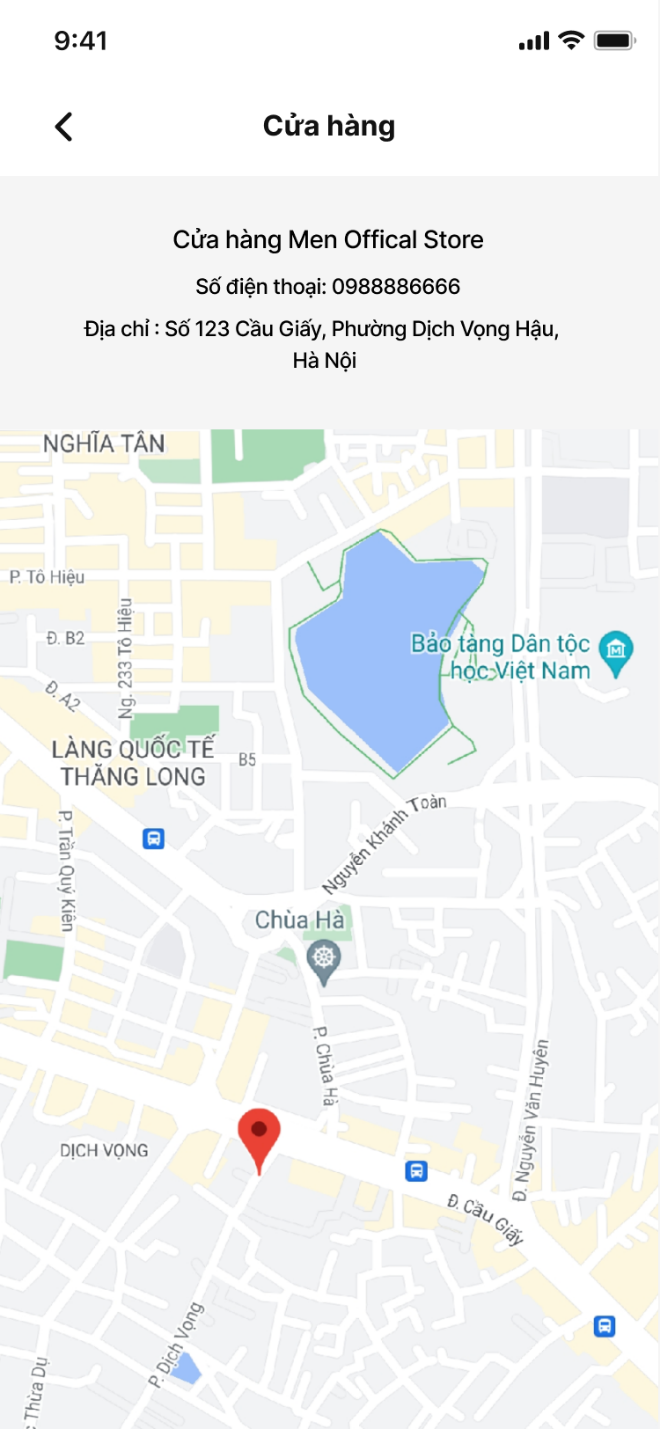 9:41
Cửa hàng
Cửa hàng Men Offical Store
Số điện thoại: 0988886666
Địa chỉ : Số 123 Cầu Giấy, Phường Dịch Vọng Hậu,
Hà Nội
NGHĨA TÂN
P. Tô Hiệu
Ng. 233 Tô Hiệu
Đ. B2
Bảo tàng Dân tộc
học Việt Nam
Đ. A2
LÀNG QUỐC TẾ
THĂNG LONG
B5
Nguyễn Khánh Toàn
P. Trần Quý Kiên
Chùa Hà
P. Chùa Hà
Đ. Nguyễn Văn Huyên
DỊCH VỌNG
Đ. Cầu Giấy
P. Dịch Vọng
Thừa Dụ